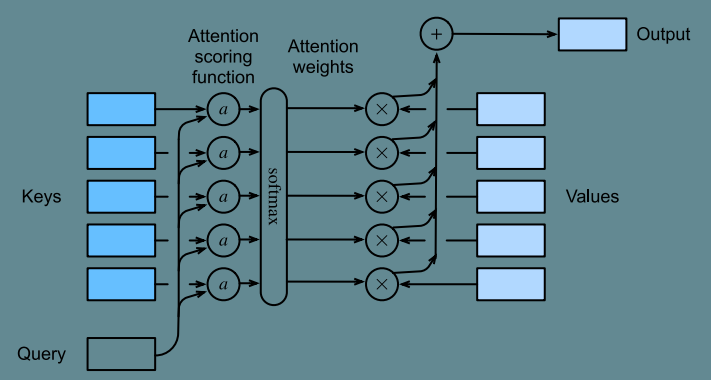 Attention
scoring
function
Attention
weights
+
Output
a
×
a
×
Keys
a
softmax
×
Values
a
×
a
×
Query